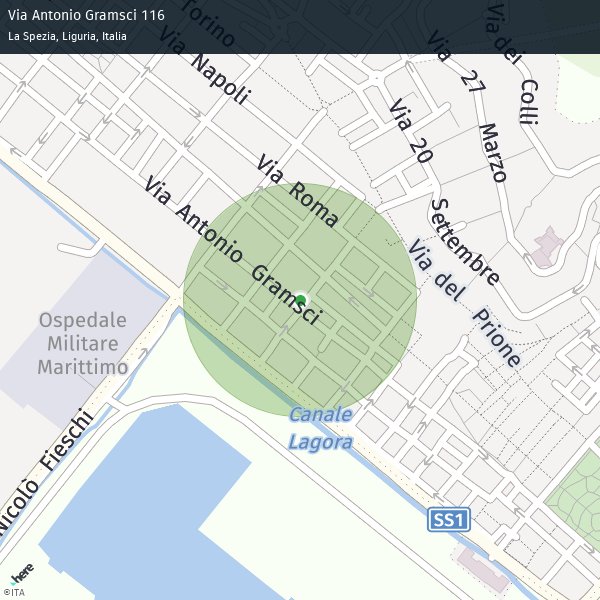 Via Antonio Gramsci 116
La Spezia, Liguria, Italia
Torino
Via Napoli
Via 27 Marzo
Via dei Colli
Via 20 Settembre
Via Roma
Via Antonio Gramsci
Via del Prione
Ospedale
Militare
Marittimo
Canale
Lagora
Nicolò Fieschi
SS1
here
©ITA